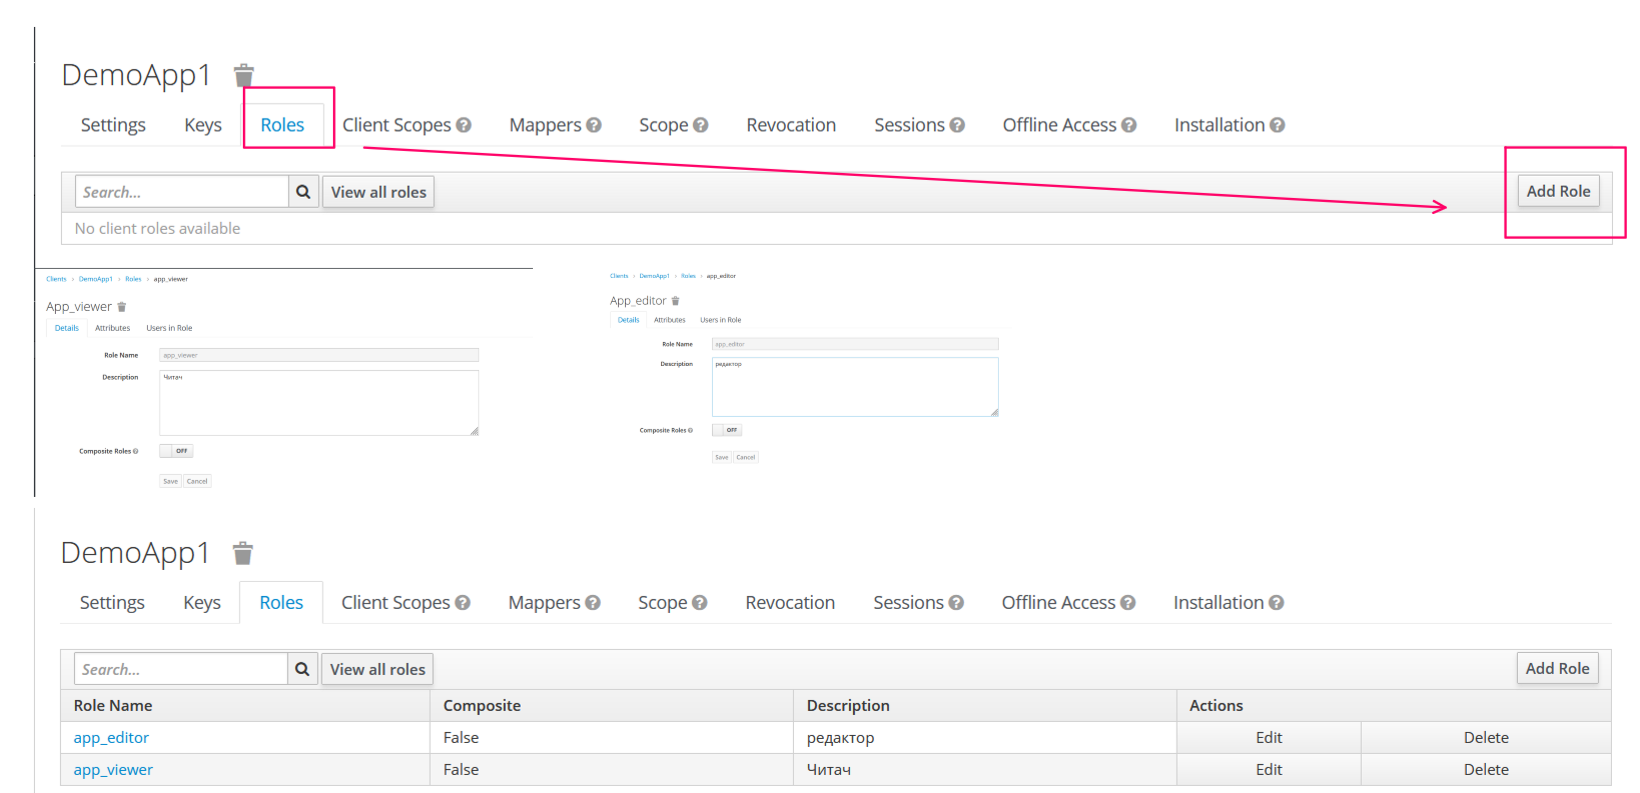 DemoApp1
Settings Keys Roles Client Scopes Mappers Scope Revocation Sessions Offline Access Installation
Search... View all roles Add Role
No client roles available
Clients > DemoApp1 > Roles > app_viewer
App_viewer
Details Attributes Users in Role
Role Name app_viewer
Description Читач
Composite Roles OFF
Save Cancel
Clients > DemoApp1 > Roles > app_editor
App_editor
Details Attributes Users in Role
Role Name app_editor
Description редактор
Composite Roles OFF
Save Cancel
DemoApp1
Settings Keys Roles Client Scopes Mappers Scope Revocation Sessions Offline Access Installation
Search... View all roles Add Role
Role Name Composite Description Actions
app_editor False редактор Edit Delete
app_viewer False Читач Edit Delete